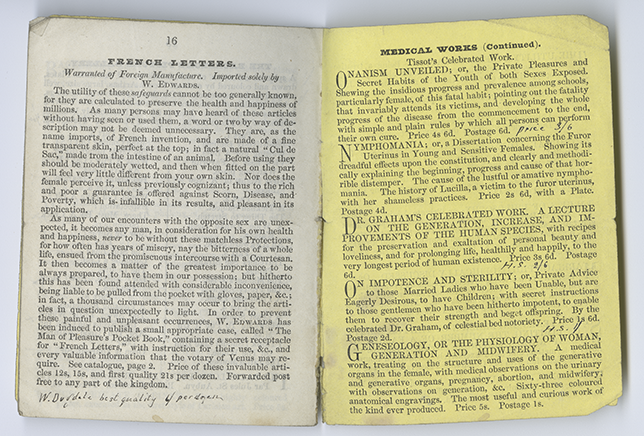 16
FRENCH LETTERS.
Warranted of Foreign Manufacture. Imported solely by
W. EDWARDS.
The utility of these safeguards cannot be too generally known,
for they are calculated to preserve the health and happiness of
millions. As many persons may have heard of these articles
without having seen or used them, a word or two by way of de-
scription may not be deemed unnecessary. They are, as the
name imports, of French invention, and are made of a fine
transparent skin, perfect at the top; in fact a natural "Cul de
Sac," made from the intestine of an animal. Before using they
should be moderately wetted, and then when fitted on the part
will feel very little different from your own skin. Nor does the
female perceive it, unless previously cognizant; thus to the rich
and poor a guarantee is offered against Scorn, Disease, and
Poverty, which is infallible in its results, and pleasant in its
application.
As many of our encounters with the opposite sex are unex-
pected, it becomes any man, in consideration for his own health
and happiness, never to be without these matchless Protections,
for how often has years of misery, nay the bitterness of a whole
life, ensued from the promiscuous intercourse with a Courtesan.
It then becomes a matter of the greatest importance to be
always prepared, to have them in our possession; but hitherto
this has been found attended with considerable inconvenience,
being liable to be pulled from the pocket with gloves, paper, &c.;
in fact, a thousand circumstances may occur to bring the arti-
cles in question unexpectedly to light. In order to prevent
these painful and unpleasant occurrences, W. EDWARDS has
been induced to publish a small appropriate case, called "The
Man of Pleasure's Pocket Book," containing a secret receptacle
for "French Letters," with instruction for their use, &c., and
every valuable information that the votary of Venus may re-
quire. See catalogue, page 2. Price of these invaluable arti-
cles 12s, 15s, and first quality 21s per dozen. Forwarded post
free to any part of the kingdom.
W. Dugdale best quality 4/ per dozen
MEDICAL WORKS (Continued).
Tissot's Celebrated Work.
ONANISM UNVEILED; or, the Private Pleasures and
Secret Habits of the Youth of both Sexes Exposed.
Shewing the insidious progress and prevalence among schools,
particularly female, of this fatal habit; pointing out the fatality
that invariably attends its victims, and developing the whole
progress of the disease from the commencement to the end,
with simple and plain rules by which all persons can perform
their own cure. Price 4s 6d. Postage 6d. price 3/6
NYMPHOMANIA; or, a Dissertation concerning the Furor
Uterinus in Young and Sensitive Females. Showing its
dreadful effects upon the constitution, and clearly and methodi-
cally explaining the beginning, progress and cause of that hor-
rible distemper. The cause of the lustful or amative nympho-
mania. The history of Lucilla, a victim to the furor uterinus,
with her shameless practices. Price 2s 6d, with a Plate.
Postage 4d.
DR. GRAHAM'S CELEBRATED WORK. A LECTURE
ON THE GENERATION, INCREASE, AND IM-
PROVEMENTS OF THE HUMAN SPECIES, with recipes
for the preservation and exaltation of personal beauty and
loveliness, and for prolonging life, healthily and happily, to the
very longest period of human existence. Price 3s 6d. Postage
6d. 2/6
ON IMPOTENCE AND STERILITY; or, Private Advice
to those Married Ladies who have been Unable, but are
Eagerly Desirous, to have Children; with secret instructions
to those gentlemen who have been hitherto impotent, to enable
them to recover their strength and beget offspring. By the
celebrated Dr. Graham, of celestial bed notoriety. Price 1s 6d.
Postage 2d.
GENESEOLOGY, OR THE PHYSIOLOGY OF WOMAN,
GENERATION AND MIDWIFERY. A medical
work, treating on the structure and uses of the generative
organs in the female, with medical observations on the urinary
and generative organs, pregnancy, abortion, and midwifery;
with observations on generation, &c. Sixty-three coloured
anatomical engravings. The most useful and curious work of
the kind ever produced. Price 5s. Postage 1s.